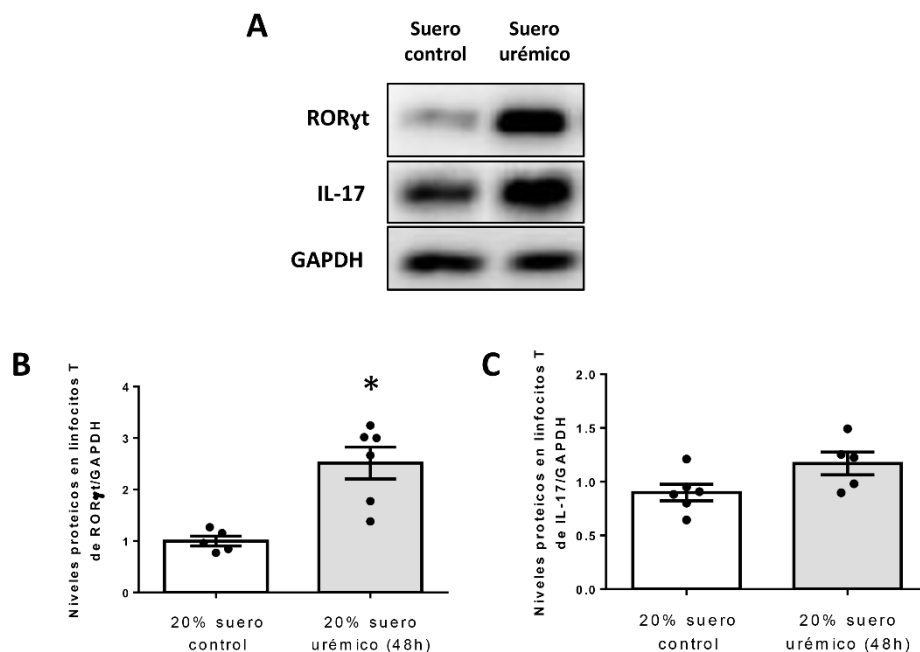 A
Suero
control
Suero
urémico
RORɣt
IL-17
GAPDH
B
Niveles proteicos en linfocitos T
de RORɣt/GAPDH
4
3
2
1
0
*
20% suero
control
20% suero
urémico (48h)
C
Niveles proteicos en linfocitos T
de IL-17/GAPDH
2.0
1.5
1.0
0.5
0.0
20% suero
control
20% suero
urémico (48h)